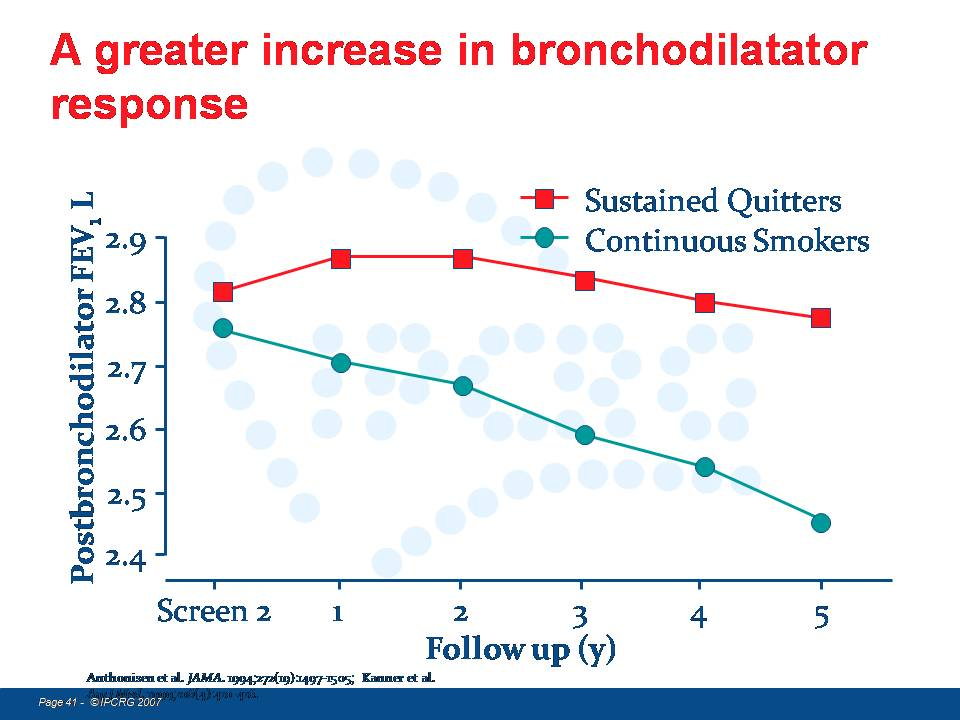 A greater increase in bronchodilatator
response
Postbronchodilator FEV1 L
Sustained Quitters
Continuous Smokers
2.9
2.8
2.7
2.6
2.5
2.4
Screen 2 1 2 3 4 5
Follow up (y)
Anthonisen et al. JAMA. 1994;272(19):1497-1505; Kanner et al.
Page 41 - ©IPCRG 2007